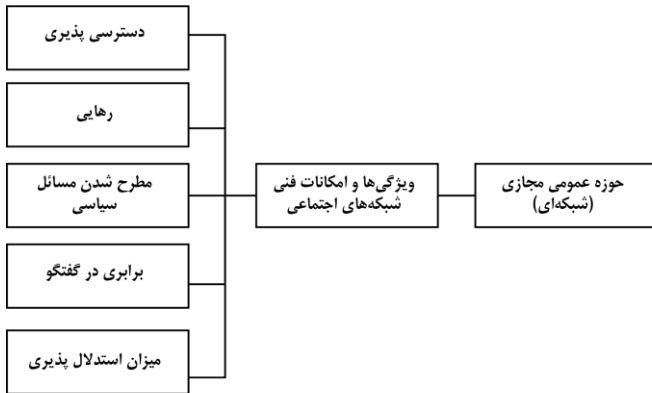 دسترسی پذیری
رهایی
مطرح شدن مسائل
سیاسی
برابری در گفتگو
میزان استدلال پذیری
ویژگی‌ها و امکانات فنی
شبکه‌های اجتماعی
حوزه عمومی مجازی
(شبکه‌ای)